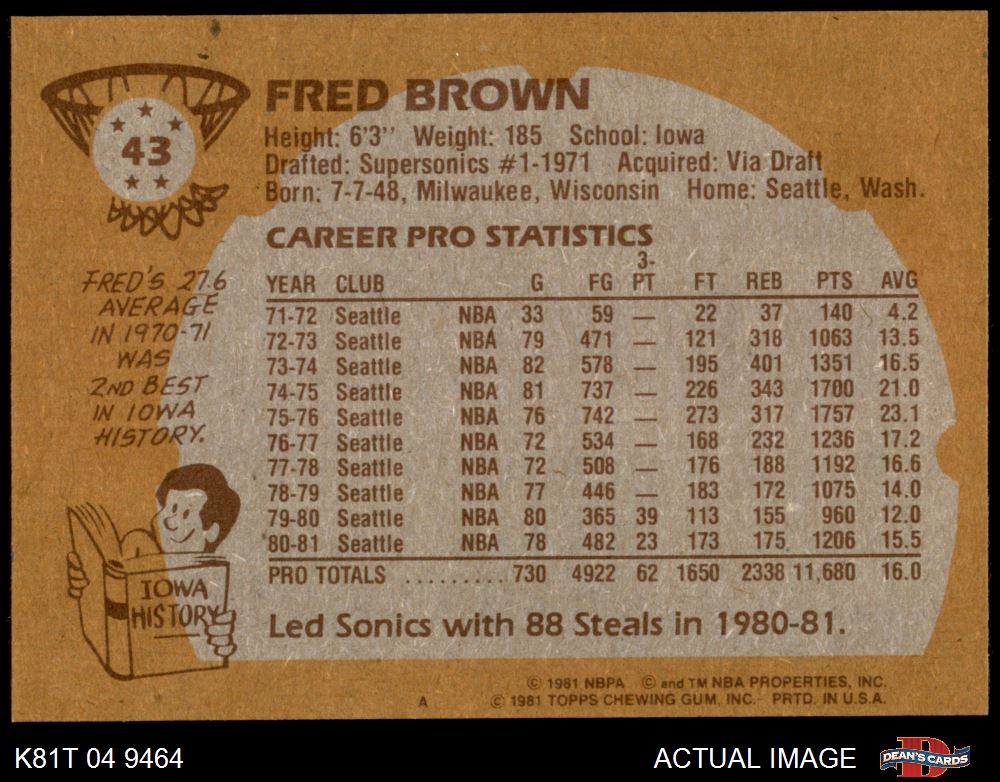 43
FRED BROWN
Height: 6'3'' Weight: 185 School: Iowa
Drafted: Supersonics #1-1971 Acquired: Via Draft
Born: 7-7-48, Milwaukee, Wisconsin Home: Seattle, Wash.
CAREER PRO STATISTICS
YEAR CLUB G FG 3-PT FT REB PTS AVG
71-72 Seattle NBA 33 59 — 22 37 140 4.2
72-73 Seattle NBA 79 471 — 121 318 1063 13.5
73-74 Seattle NBA 82 578 — 195 401 1351 16.5
74-75 Seattle NBA 81 737 — 226 343 1700 21.0
75-76 Seattle NBA 76 742 — 273 317 1757 23.1
76-77 Seattle NBA 72 534 — 168 232 1236 17.2
77-78 Seattle NBA 72 508 — 176 188 1192 16.6
78-79 Seattle NBA 77 446 — 183 172 1075 14.0
79-80 Seattle NBA 80 365 39 113 155 960 12.0
80-81 Seattle NBA 78 482 23 173 175 1206 15.5
PRO TOTALS ......... 730 4922 62 1650 2338 11,680 16.0
Led Sonics with 88 Steals in 1980-81.
FRED'S 27.6
AVERAGE
IN 1970-71
WAS
2ND BEST
IN IOWA
HISTORY.
IOWA
HISTORY
© 1981 NBPA © and TM NBA PROPERTIES, INC.
A © 1981 TOPPS CHEWING GUM, INC. PRTD. IN U.S.A.
K81T 04 9464 ACTUAL IMAGE
D
DEAN'S CARDS